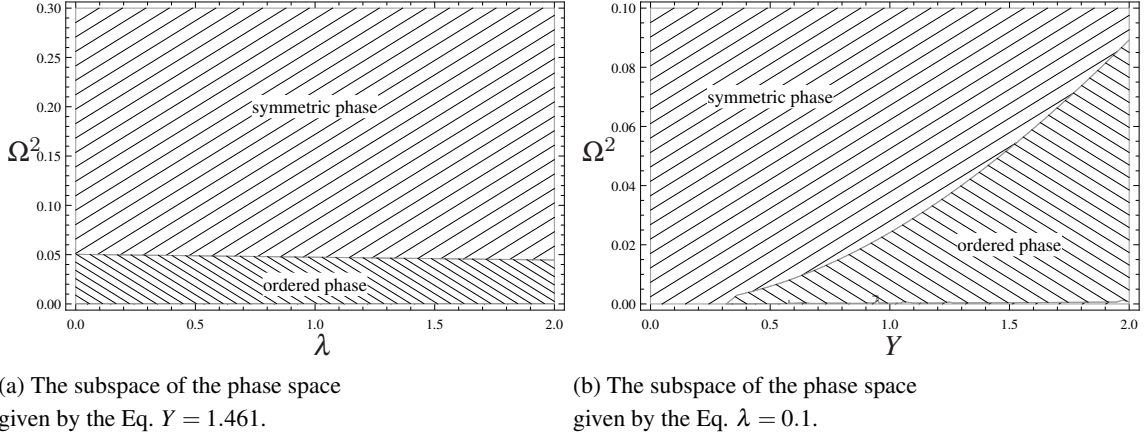 0.30
0.25
0.20
0.15
0.10
0.05
0.00
Ω²
symmetric phase
ordered phase
0.0 0.5 1.0 1.5 2.0
λ
0.10
0.08
0.06
0.04
0.02
0.00
Ω²
symmetric phase
ordered phase
0.0 0.5 1.0 1.5 2.0
Y
(a) The subspace of the phase space
given by the Eq. Y = 1.461.
(b) The subspace of the phase space
given by the Eq. λ = 0.1.